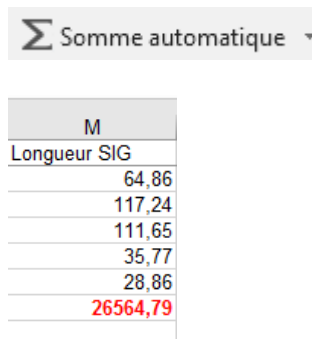 Σ Somme automatique
M
Longueur SIG
64,86
117,24
111,65
35,77
28,86
26564,79